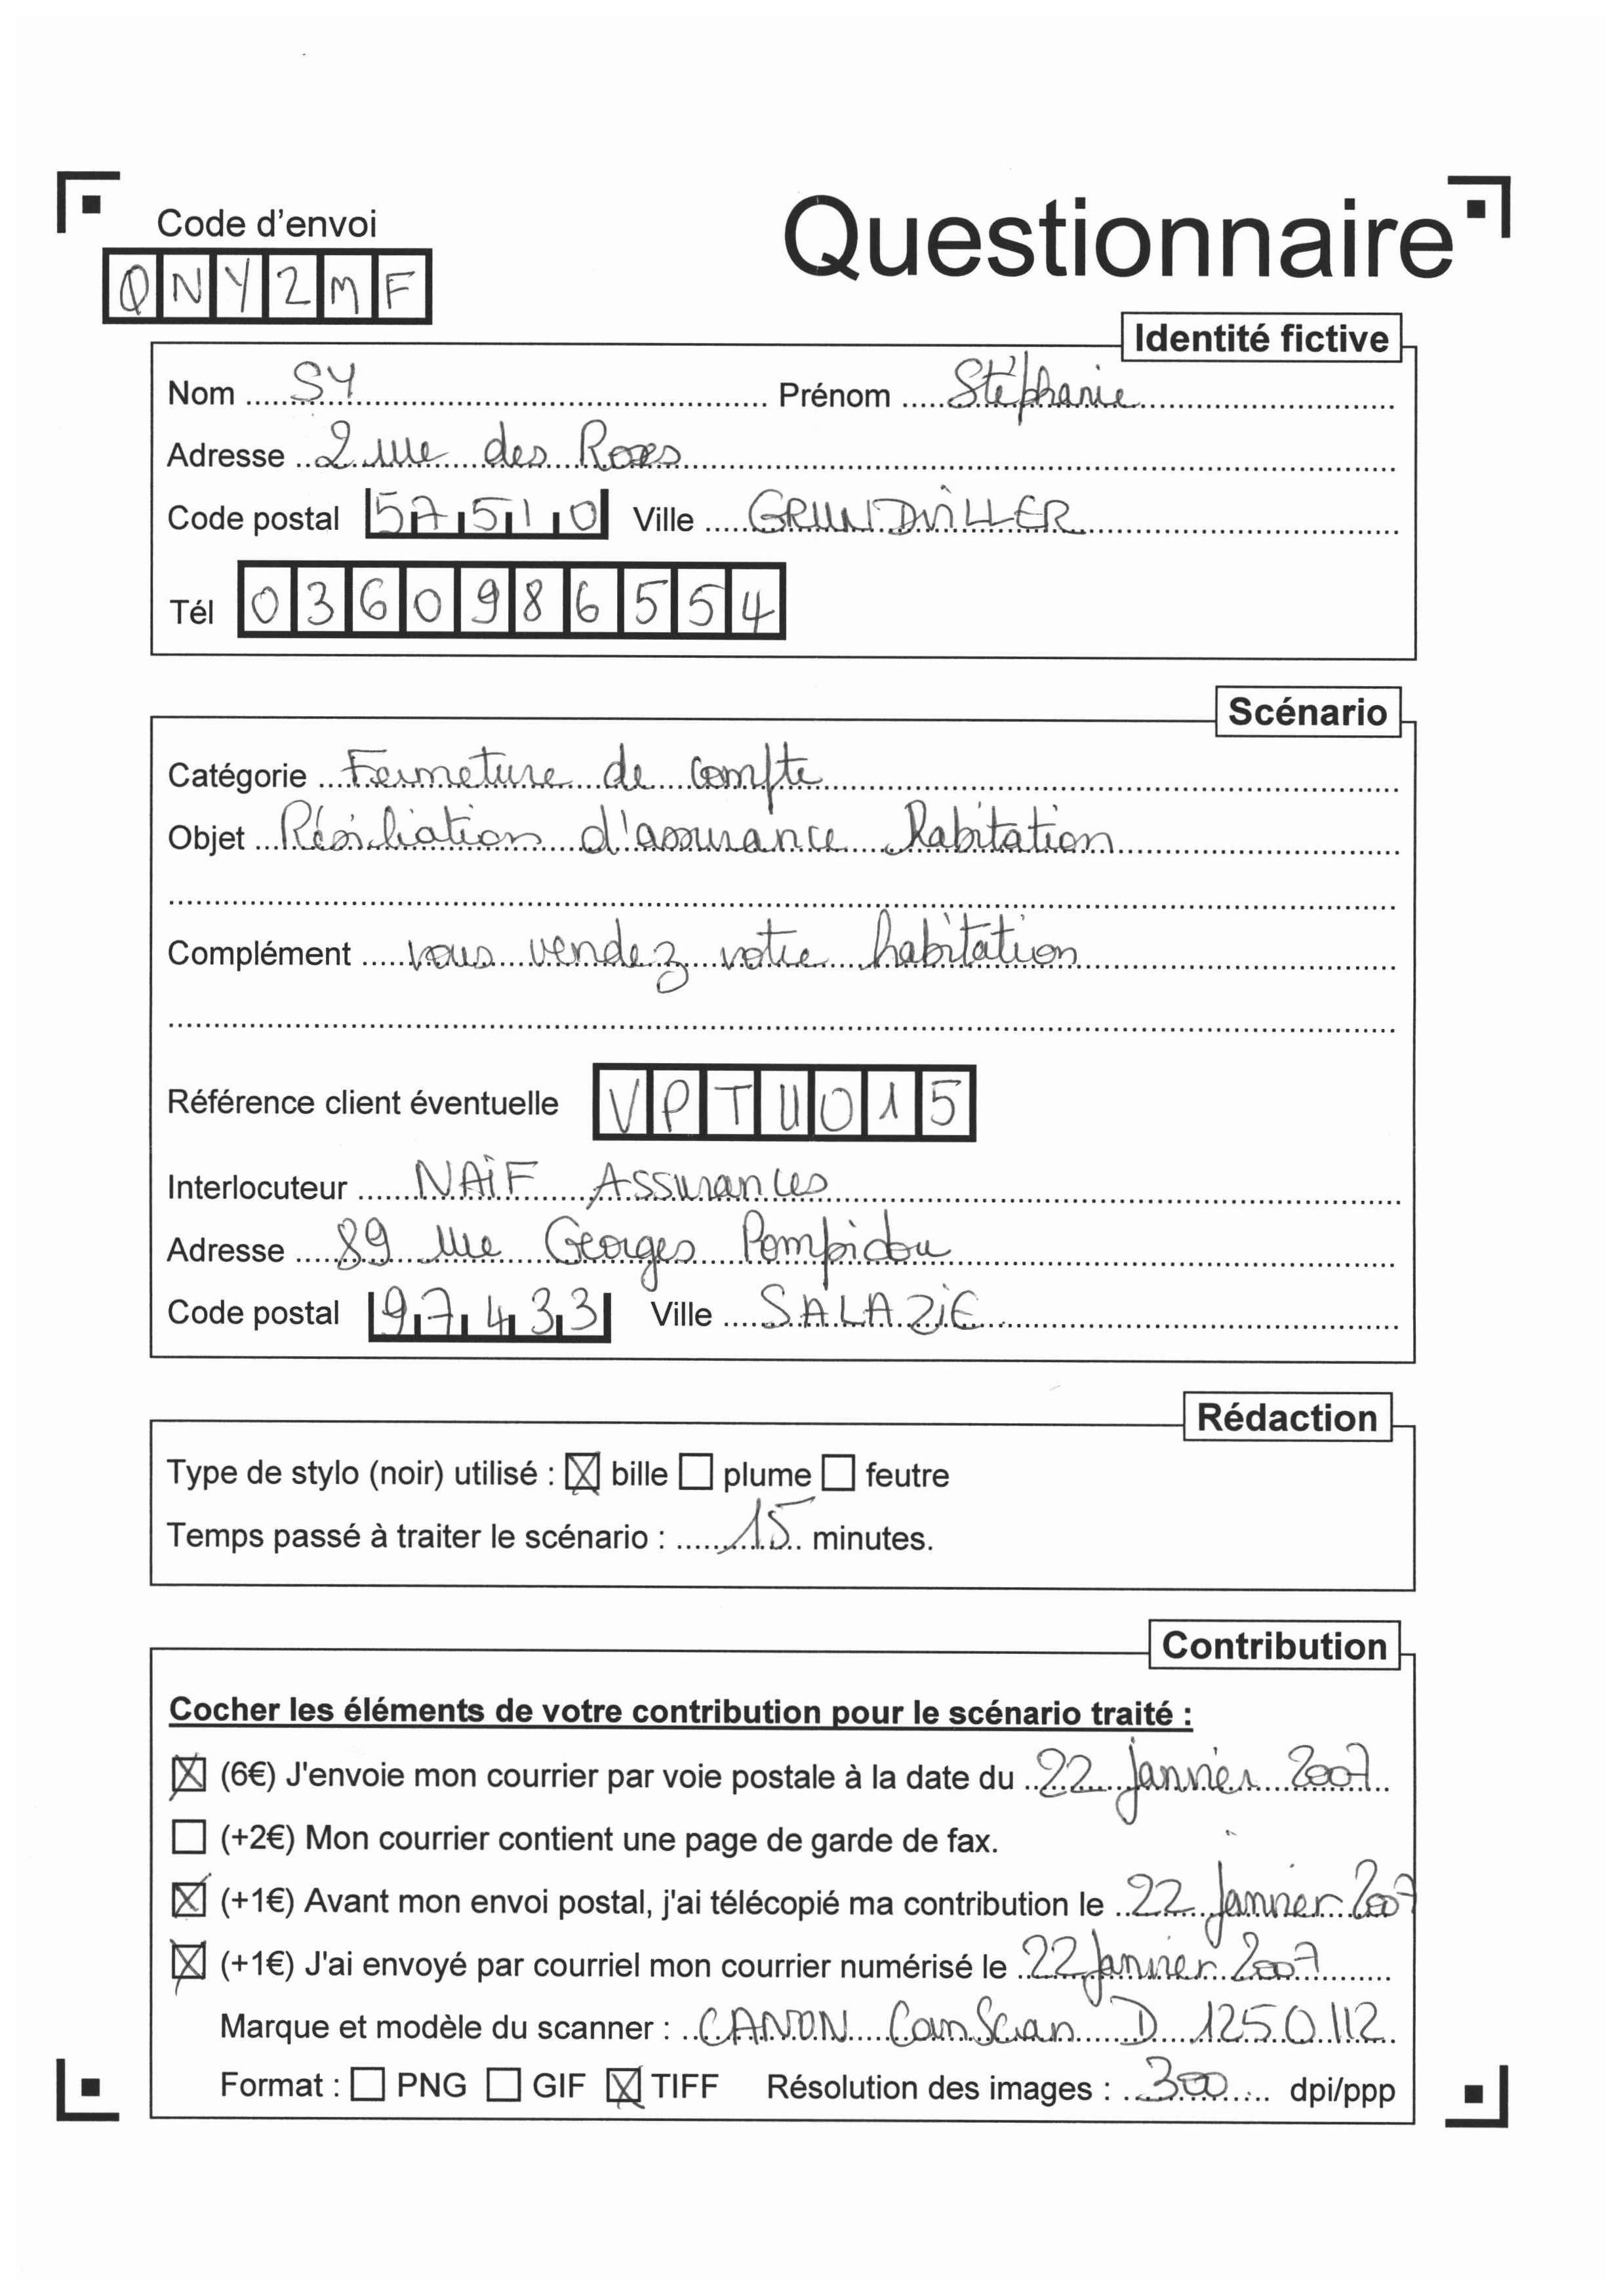 Code d'envoi
Questionnaire
QNY2MF
Identité fictive
Nom SY Prénom Stéphanie
Adresse 2 rue des Roses
Code postal 57510 Ville GRUNDVILLER
Tél 0360986554
Scénario
Catégorie Fermeture de compte
Objet Résiliation d'assurance habitation
Complément vous vendez votre habitation
Référence client éventuelle VPTU015
Interlocuteur NAÏF Assurances
Adresse 89 rue Georges Pompidou
Code postal 97433 Ville SALAZIE
Rédaction
Type de stylo (noir) utilisé : ☒ bille ☐ plume ☐ feutre
Temps passé à traiter le scénario : 15 minutes.
Contribution
Cocher les éléments de votre contribution pour le scénario traité :
☒ (6€) J'envoie mon courrier par voie postale à la date du 22 janvier 2007
☐ (+2€) Mon courrier contient une page de garde de fax.
☒ (+1€) Avant mon envoi postal, j'ai télécopié ma contribution le 22 janvier 2007
☒ (+1€) J'ai envoyé par courriel mon courrier numérisé le 22 janvier 2007
Marque et modèle du scanner : CANON CanScan D 1250 U2
Format : ☐ PNG ☐ GIF ☒ TIFF Résolution des images : 300 dpi/ppp